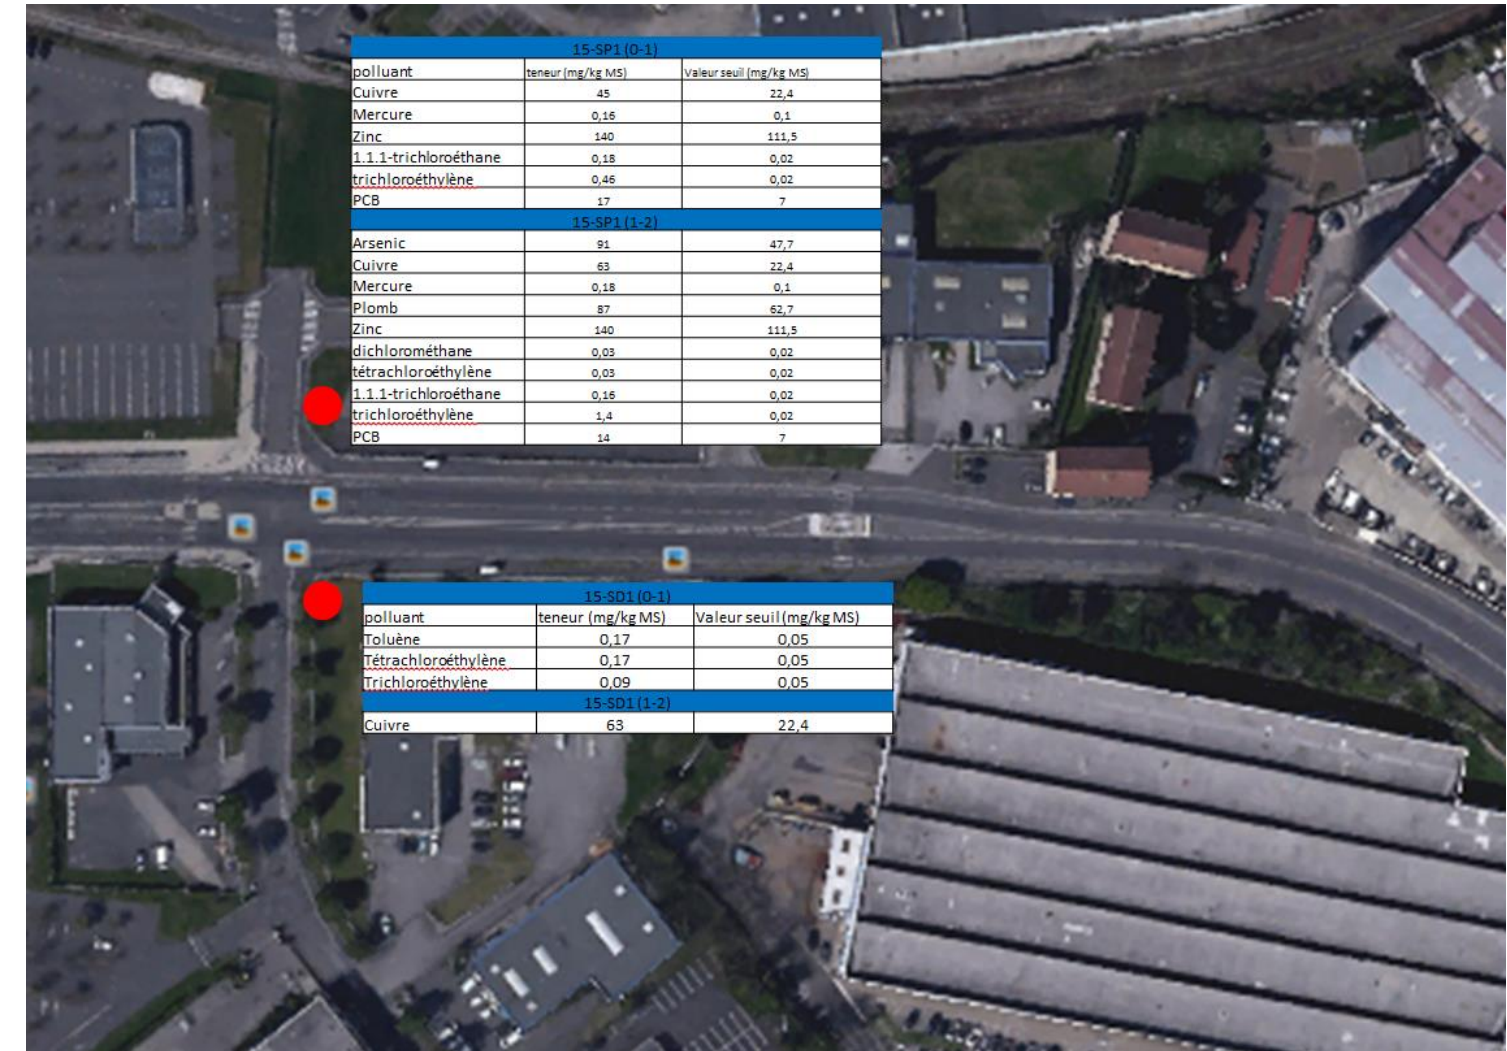 15-SP1 (0-1)
polluant teneur (mg/kg MS) Valeur seuil (mg/kg MS)
Cuivre 45 22,4
Mercure 0,16 0,1
Zinc 140 111,5
1.1.1-trichloroéthane 0,18 0,02
trichloroéthylène 0,46 0,02
PCB 17 7
15-SP1 (1-2)
Arsenic 91 47,7
Cuivre 63 22,4
Mercure 0,18 0,1
Plomb 87 62,7
Zinc 140 111,5
dichlorométhane 0,03 0,02
tétrachloroéthylène 0,03 0,02
1.1.1-trichloroéthane 0,16 0,02
trichloroéthylène 1,4 0,02
PCB 14 7
15-SD1 (0-1)
polluant teneur (mg/kg MS) Valeur seuil (mg/kg MS)
Toluène 0,17 0,05
Tétrachloroéthylène 0,17 0,05
Trichloroéthylène 0,09 0,05
15-SD1 (1-2)
Cuivre 63 22,4